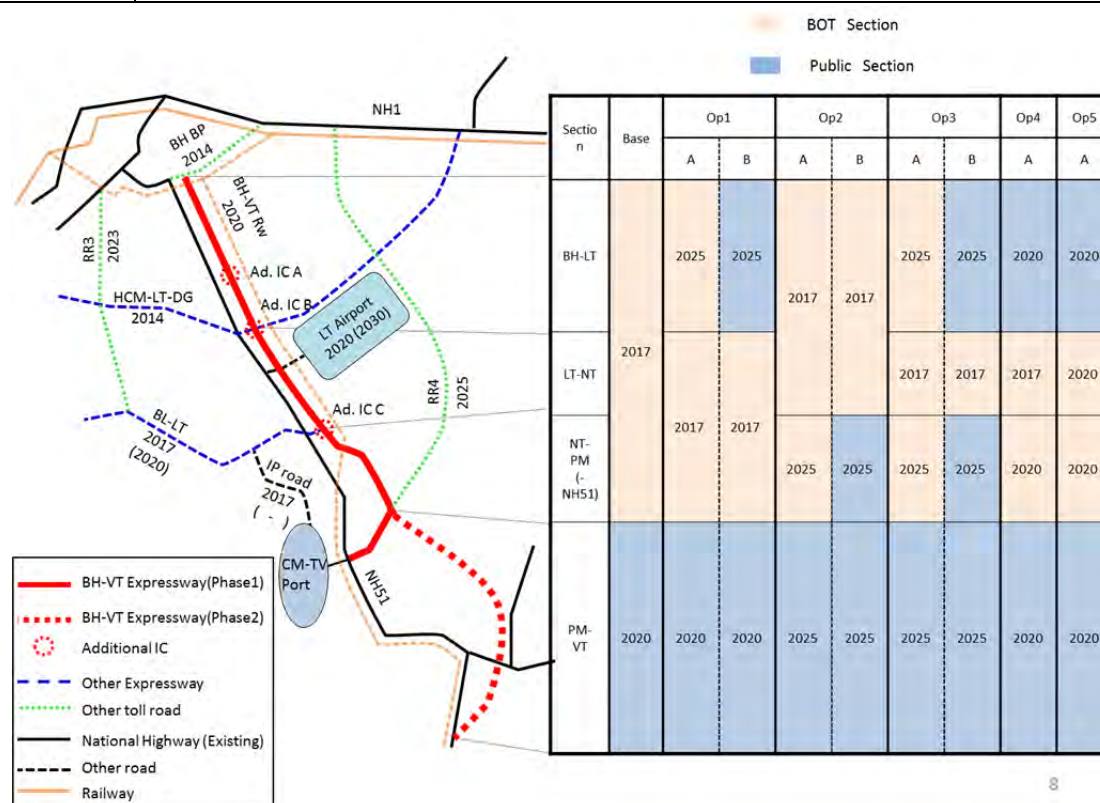 BOT Section
Public Section
NH1
BH BP
2014
BH-VT Rw
2020
RR3
2023
Ad. IC A
HCM-LT-DG
2014
Ad. IC B
LT Airport
2020 (2030)
RR4
2025
Ad. IC C
BL-LT
2017
(2020)
IP road
2017
( - )
CM-TV
Port
NH51
BH-VT Expressway(Phase1)
BH-VT Expressway(Phase2)
Additional IC
Other Expressway
Other toll road
National Highway (Existing)
Other road
Railway
Sectio
n
Base
Op1
Op2
Op3
Op4
Op5
A
B
A
B
A
B
A
A
BH-LT
2025
2025
2017
2017
2025
2025
2020
2020
2017
LT-NT
2017
2017
2017
2020
NT-
PM
(-
NH51)
2017
2017
2025
2025
2025
2025
2020
2020
PM-
VT
2020
2020
2020
2025
2025
2025
2025
2020
2020
8